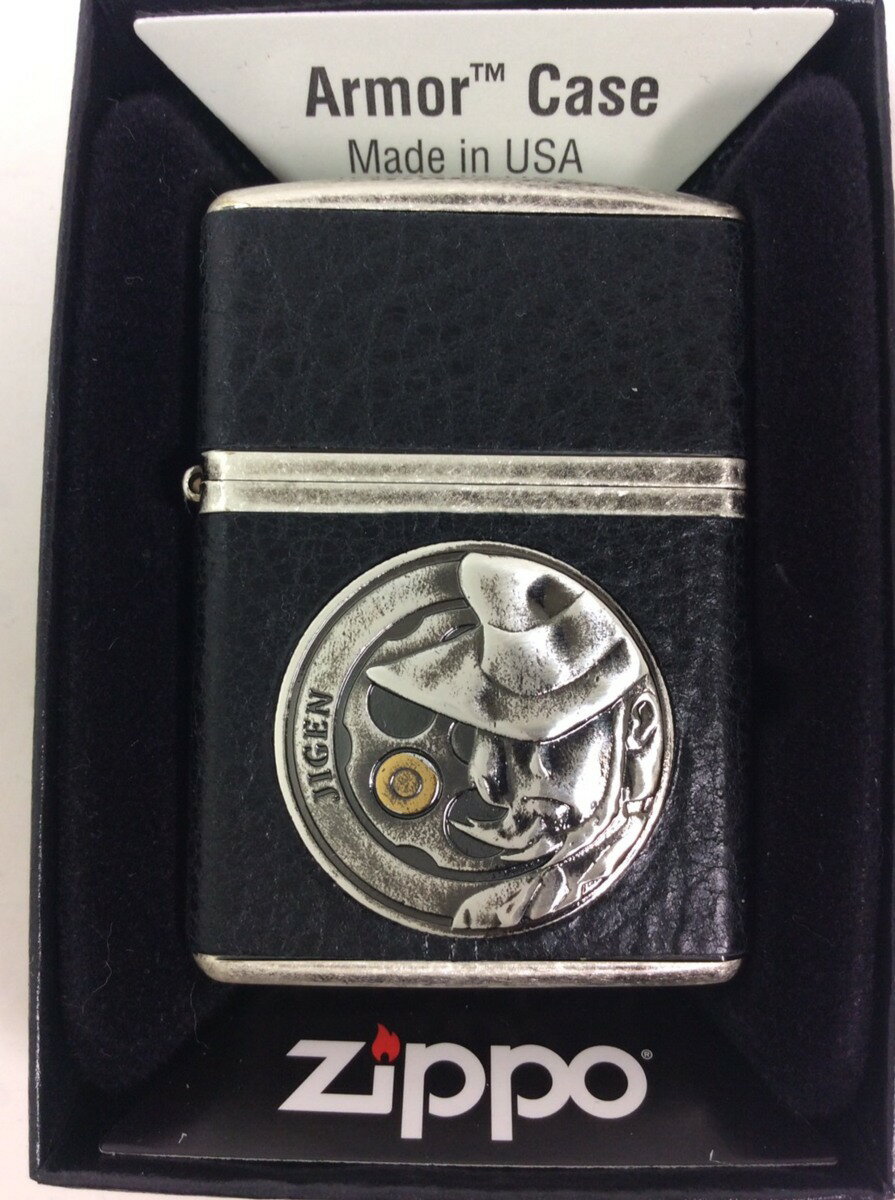 Armor™ Case
Made in USA
JIGEN
Zippo®